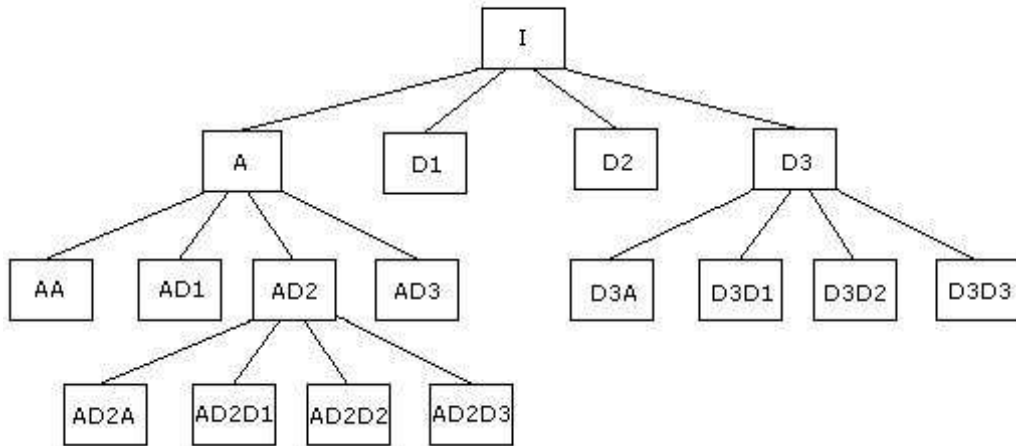 I
A D1 D2 D3
AA AD1 AD2 AD3 D3A D3D1 D3D2 D3D3
AD2A AD2D1 AD2D2 AD2D3